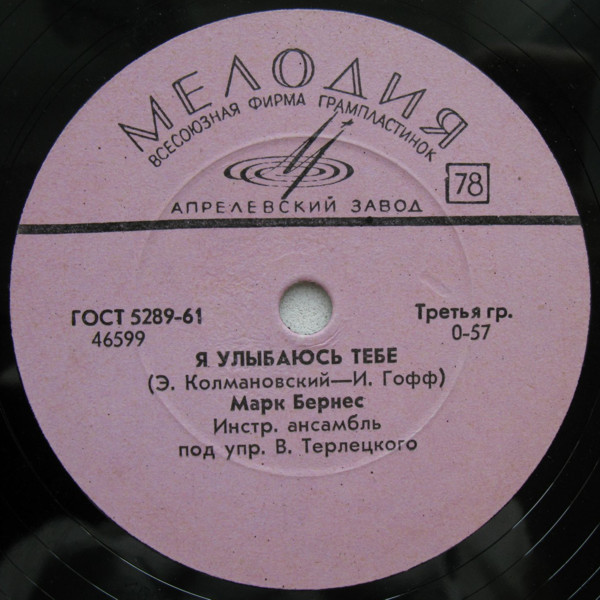 МЕЛОДИЯ
ВСЕСОЮЗНАЯ ФИРМА ГРАМПЛАСТИНОК
78
АПРЕЛЕВСКИЙ ЗАВОД
ГОСТ 5289-61
46599
Третья гр.
0-57
Я УЛЫБАЮСЬ ТЕБЕ
(Э. Колмановский—И. Гофф)
Марк Бернес
Инстр. ансамбль
под упр. В. Терлецкого